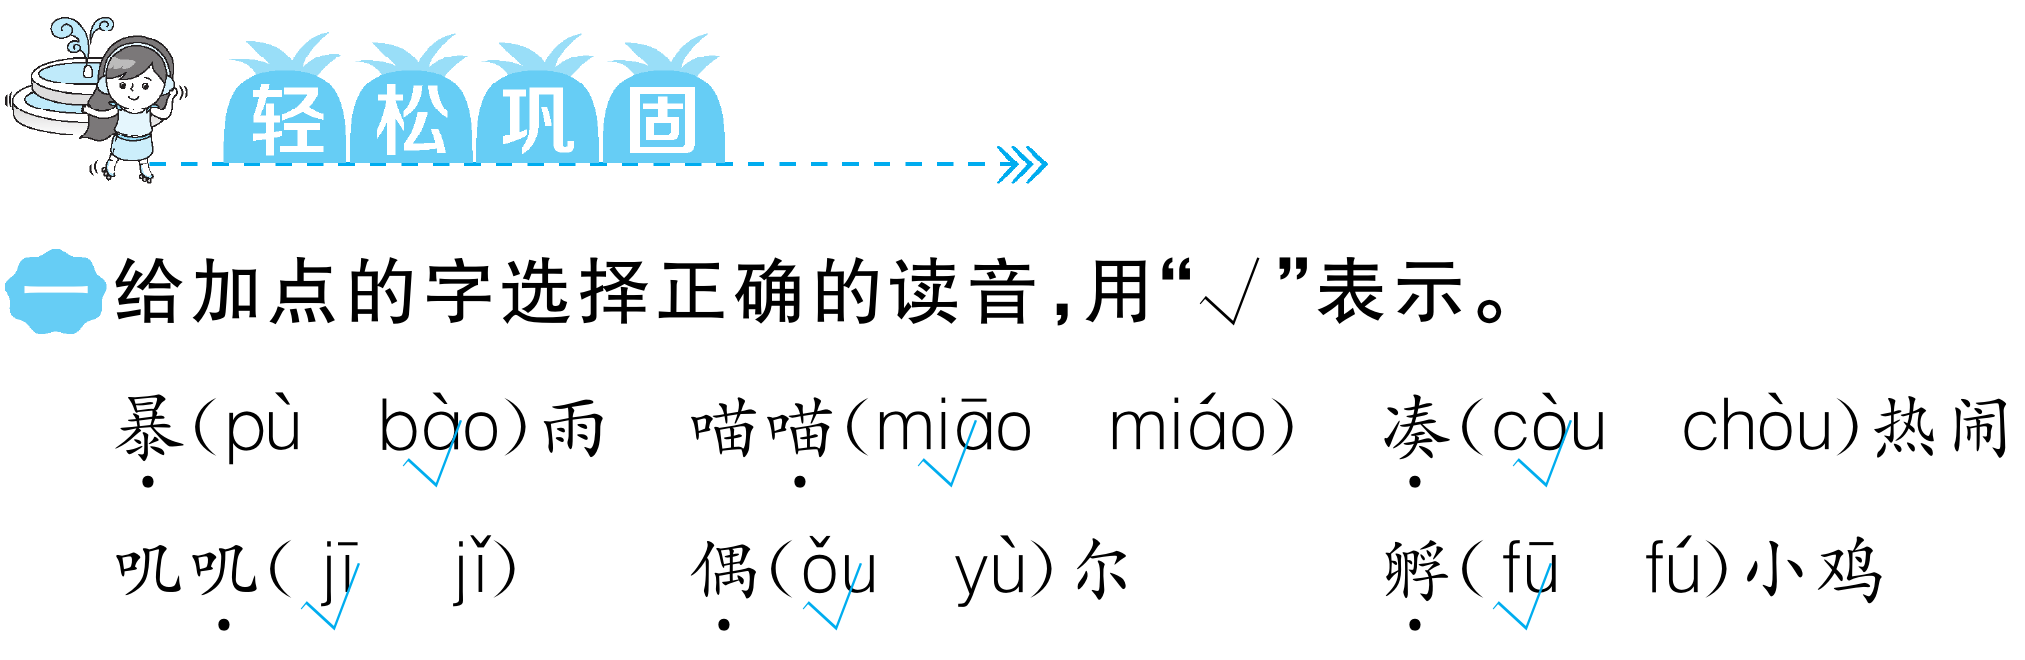 轻松巩固
一 给加点的字选择正确的读音,用“√”表示。
暴(pù bào√)雨 喵喵(miāo√ miáo) 凑(còu√ chòu)热闹
叽叽(jī√ jǐ) 偶(ǒu√ yù)尔 孵(fū√ fú)小鸡